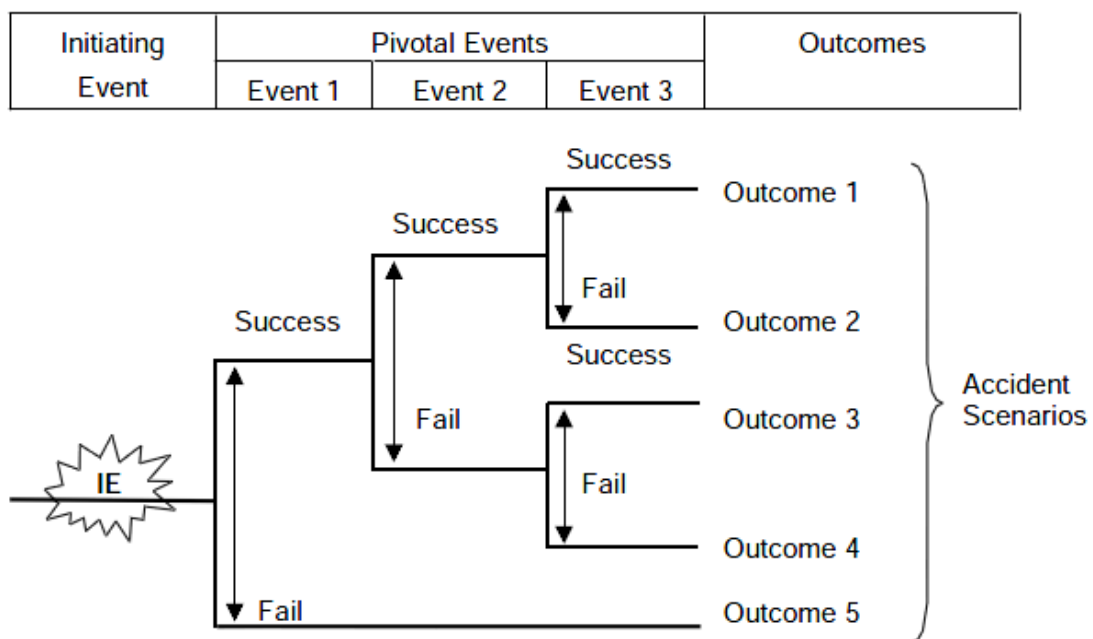 Initiating Event
Pivotal Events
Outcomes
Event 1
Event 2
Event 3
Success
Outcome 1
Success
Fail
Success
Outcome 2
Success
Fail
Outcome 3
Accident
Scenarios
IE
Fail
Outcome 4
Fail
Outcome 5